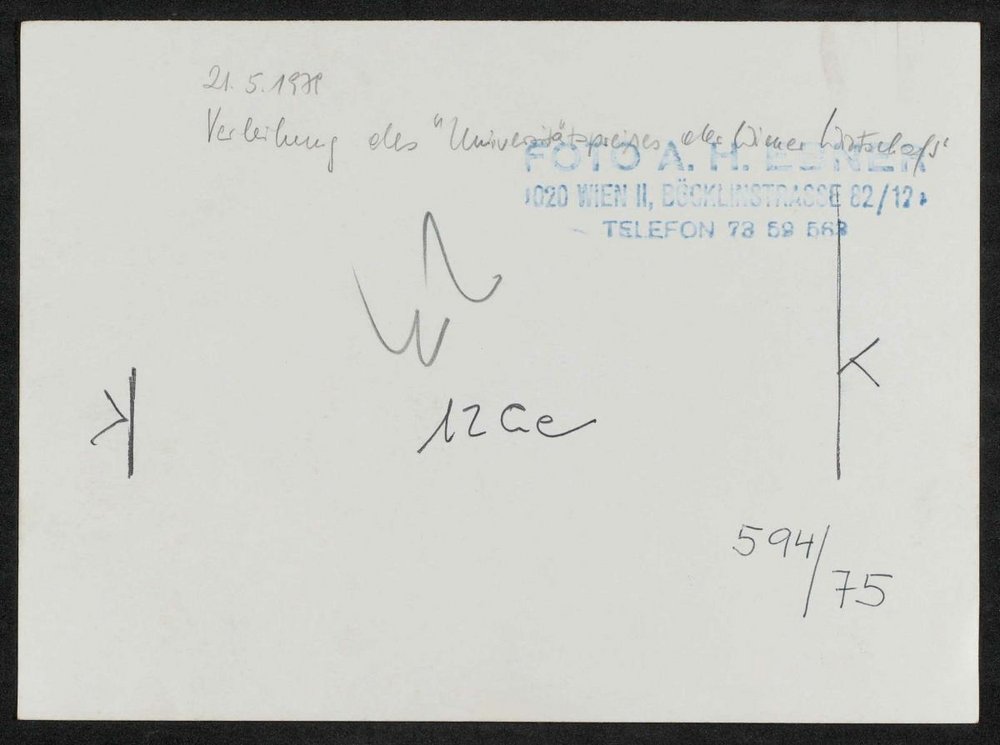 21. 5. 1979
Verleihung des "Universitätspreises der Wiener Wirtschaft"
FOTO A. H. EBNER
1020 WIEN II, BÖCKLINSTRASSE 82/12
TELEFON 73 59 563
12 Ce
594/75